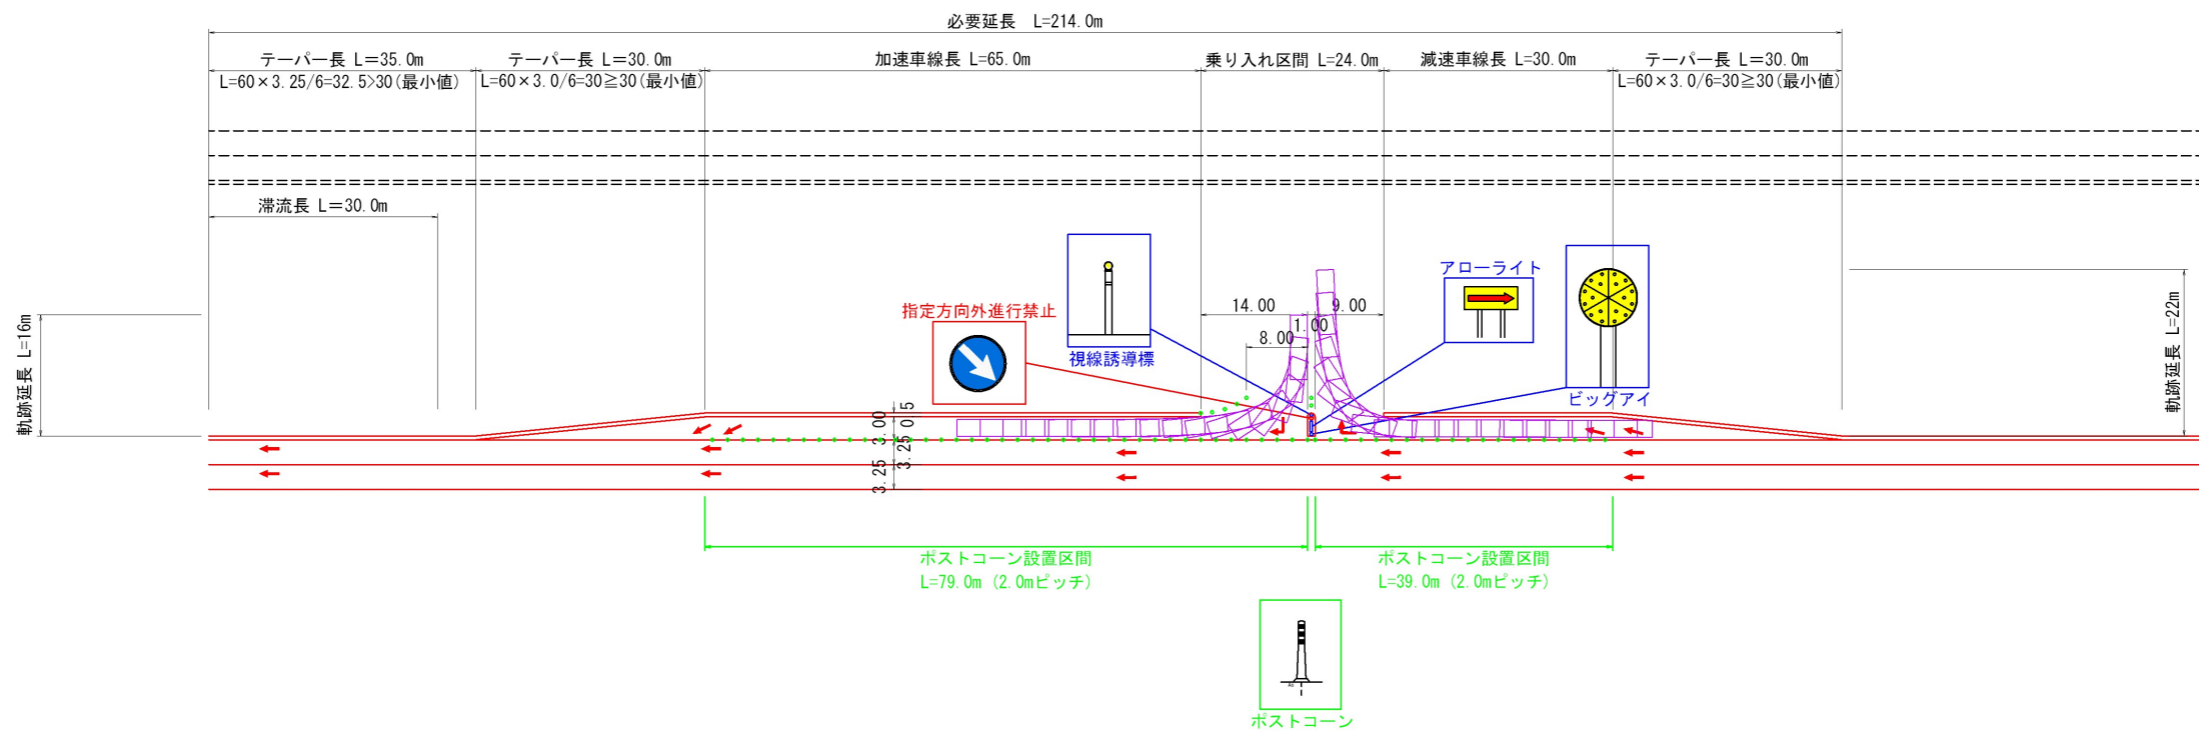 必要延長 L=214.0m
テーパー長 L=35.0m
L=60×3.25/6=32.5>30(最小値)
テーパー長 L=30.0m
L=60×3.0/6=30≧30(最小値)
加速車線長 L=65.0m
乗り入れ区間 L=24.0m
減速車線長 L=30.0m
テーパー長 L=30.0m
L=60×3.0/6=30≧30(最小値)
滞流長 L=30.0m
軌跡延長 L=16m
指定方向外進行禁止
視線誘導標
14.00
1.00
9.00
8.00
アローライト
ビッグアイ
軌跡延長 L=22m
0.5
3.00
3.25
3.25
ポストコーン設置区間
L=79.0m (2.0mピッチ)
ポストコーン設置区間
L=39.0m (2.0mピッチ)
ポストコーン